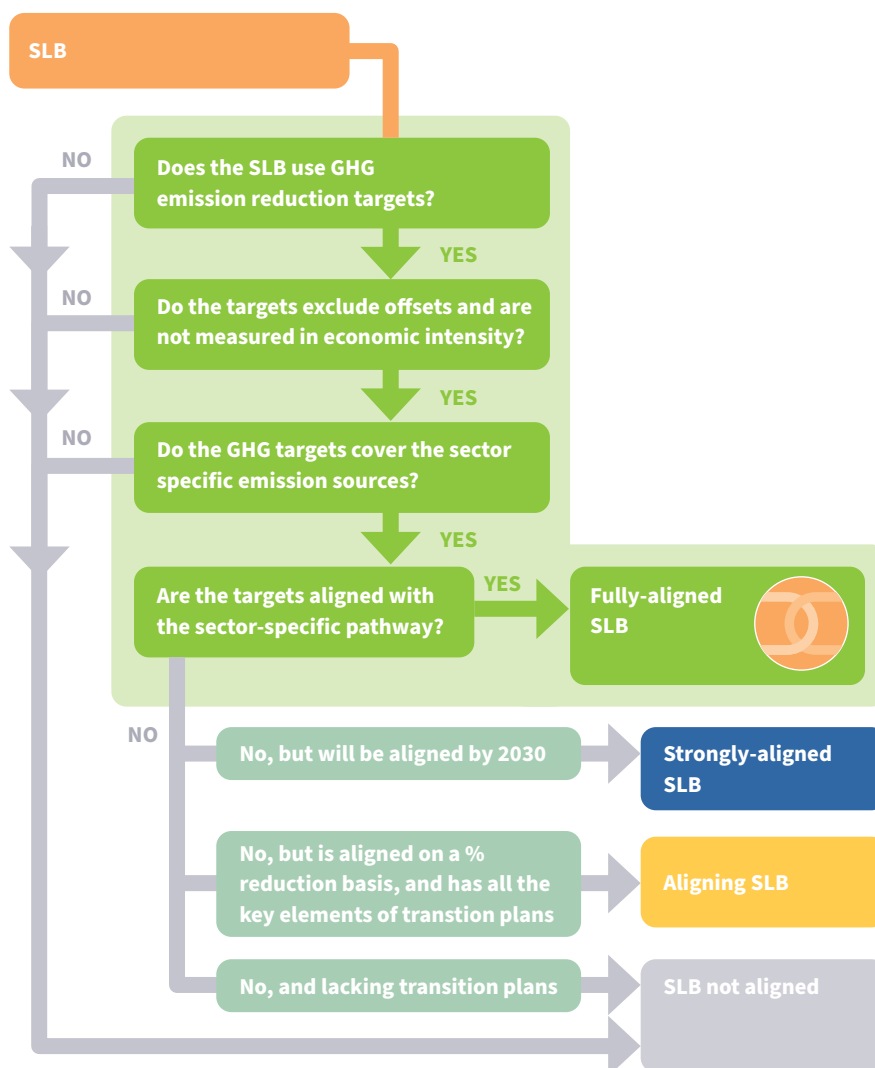 SLB
NO
Does the SLB use GHG
emission reduction targets?
YES
NO
Do the targets exclude offsets and are
not measured in economic intensity?
YES
NO
Do the GHG targets cover the sector
specific emission sources?
YES
Are the targets aligned with
the sector-specific pathway?
YES
Fully-aligned
SLB
NO
No, but will be aligned by 2030
Strongly-aligned
SLB
No, but is aligned on a %
reduction basis, and has all the
key elements of transtion plans
Aligning SLB
No, and lacking transition plans
SLB not aligned